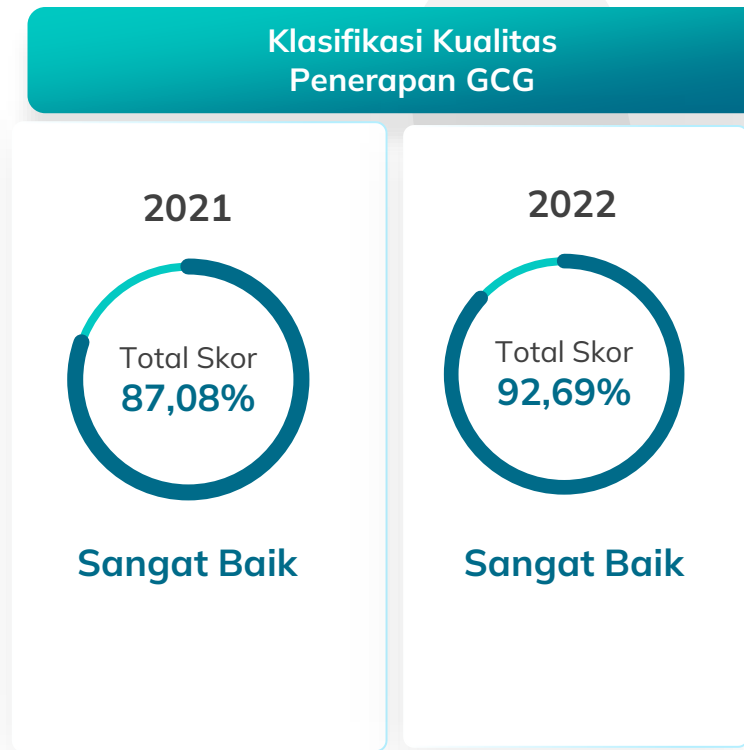 Klasifikasi Kualitas
Penerapan GCG
2021
Total Skor
87,08%
Sangat Baik
2022
Total Skor
92,69%
Sangat Baik